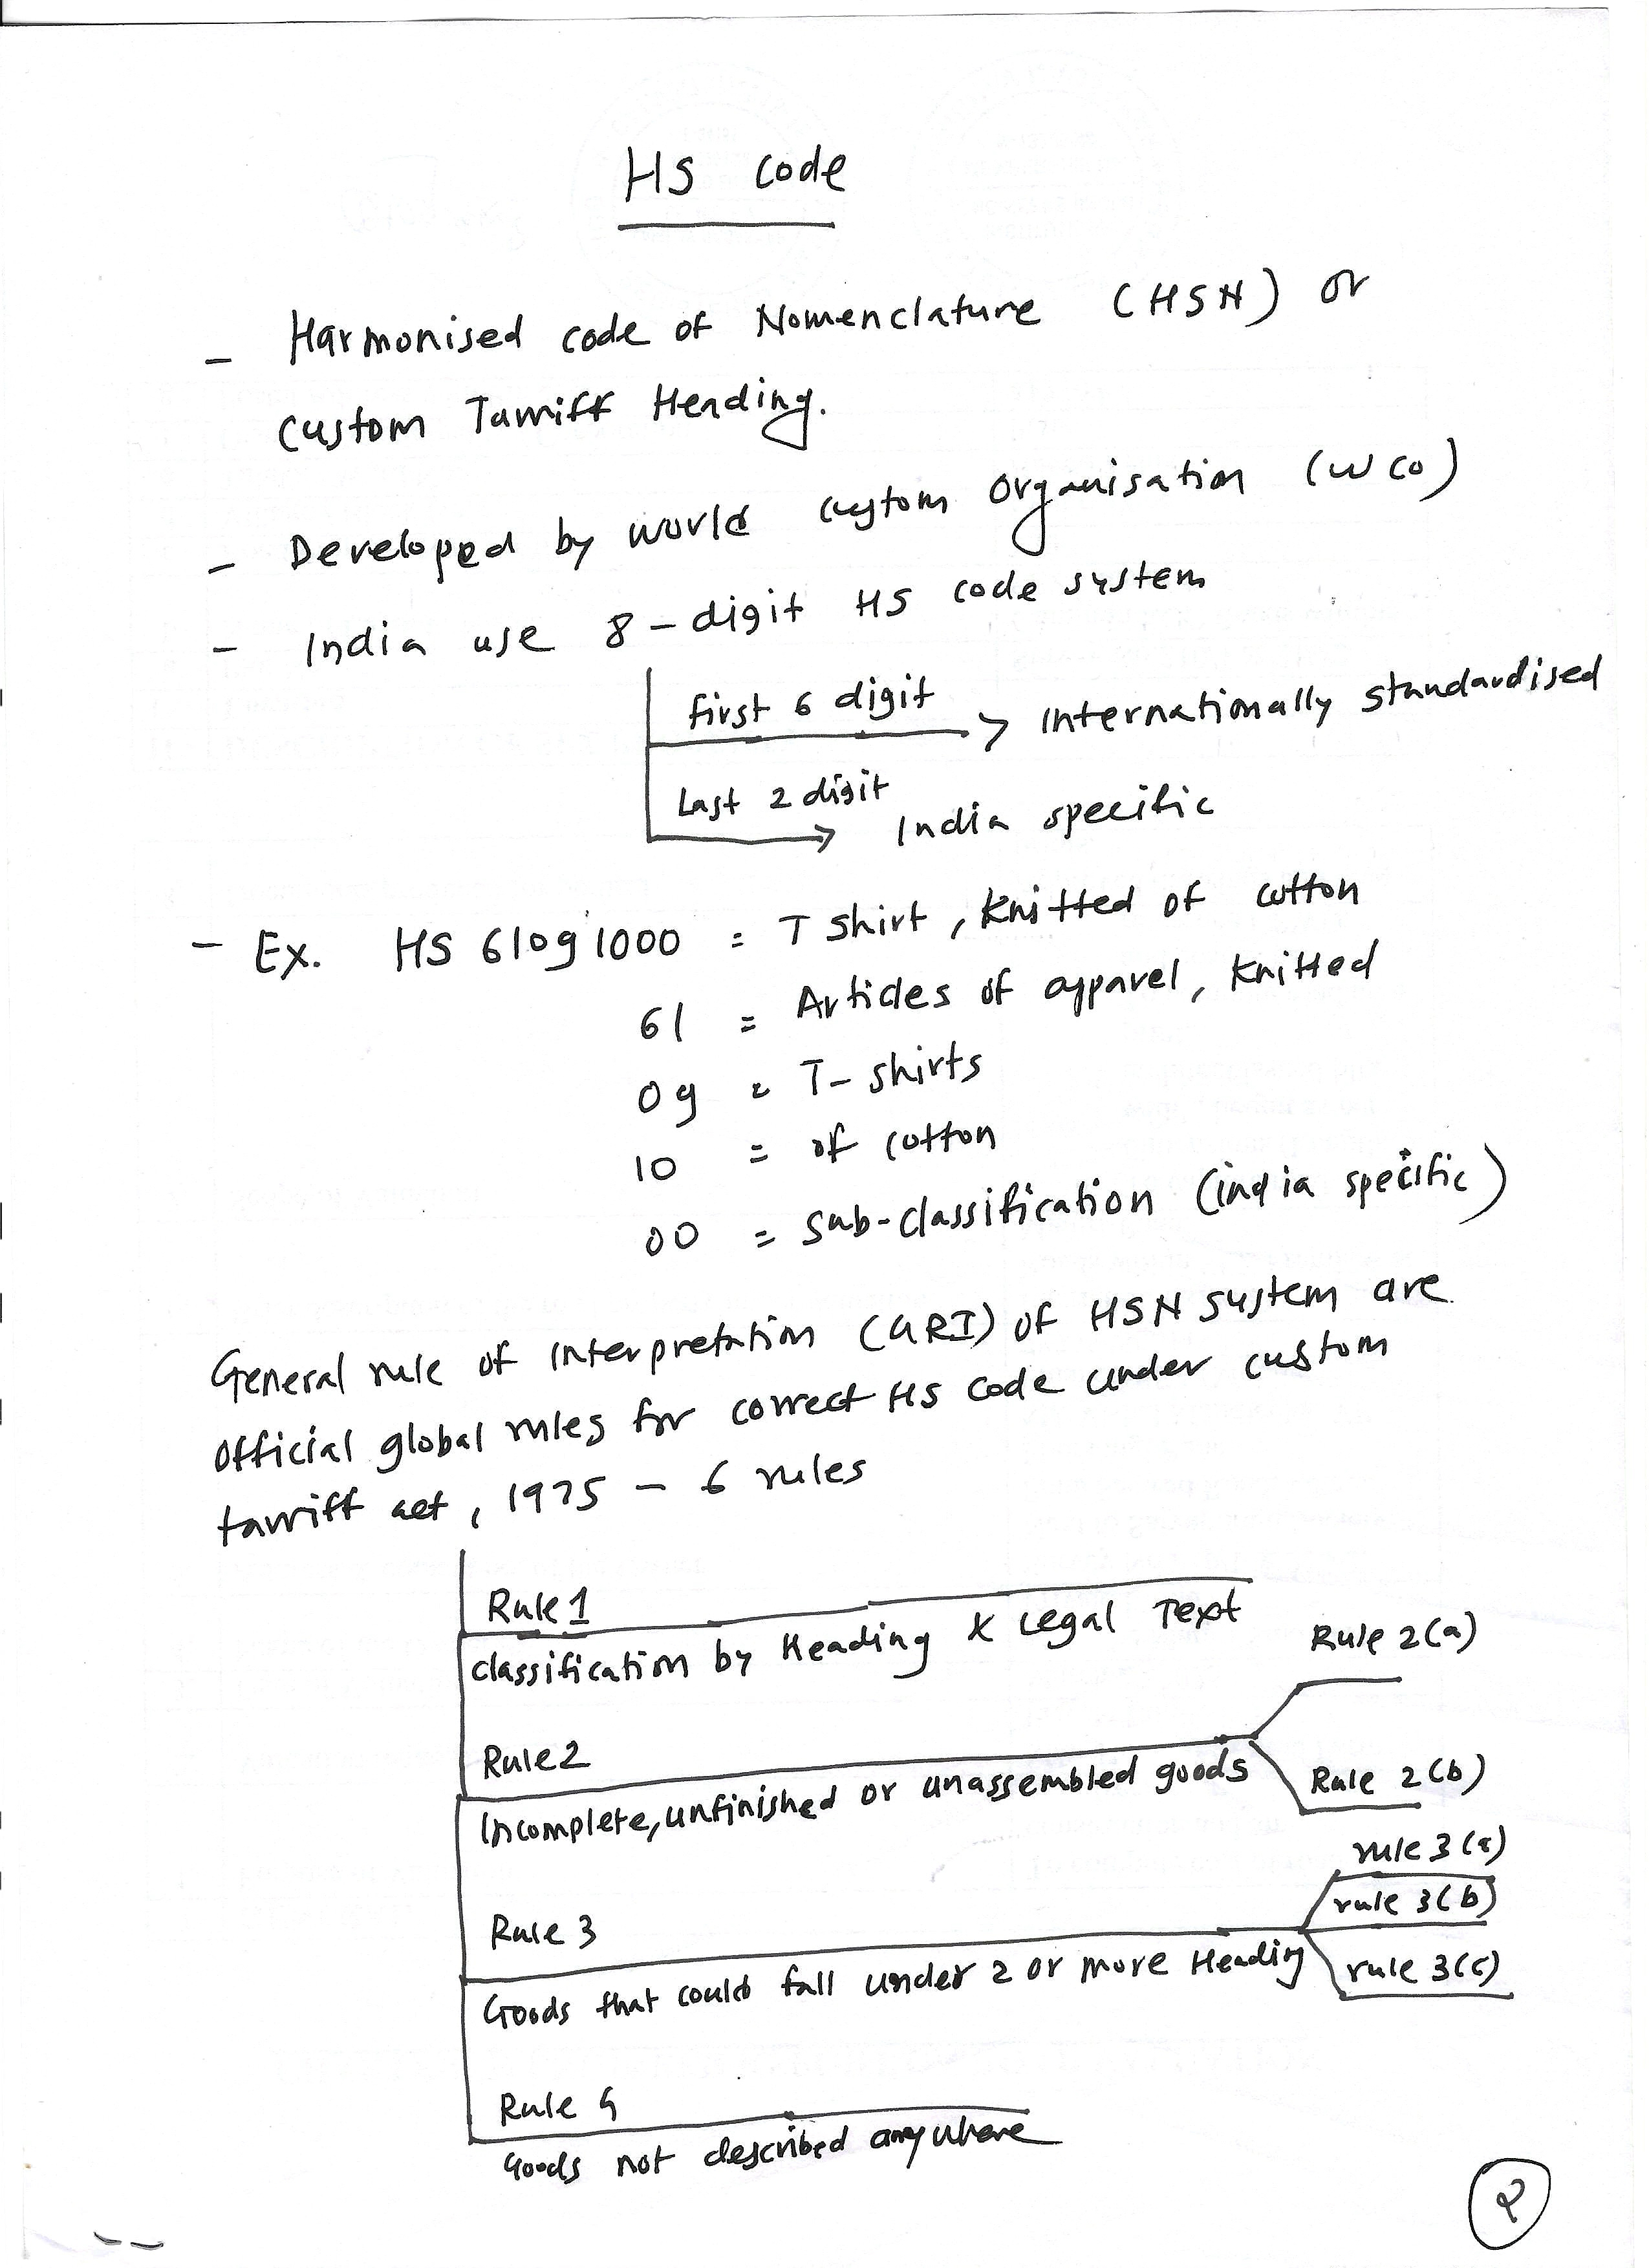 HS code
- Harmonised code of Nomenclature (HSN) or
Custom Tarriff Heading.
- Developed by world custom organisation (WCO)
- India use 8-digit HS code system
first 6 digit > internationally standardised
Last 2 digit → India specific
- Ex. HS 61091000 = T shirt, knitted of cotton
61 = Articles of apparel, knitted
09 = T-shirts
10 = of cotton
00 = sub-classification (india specific)
General rule of interpretation (GRI) of HSN system are
official global rules for correct HS code under custom
tarriff act, 1975 - 6 rules
Rule 1
classification by Heading & Legal Text
Rule 2(a)
Rule 2
Incomplete, unfinished or unassembled goods
Rule 2(b)
rule 3(a)
rule 3(b)
Rule 3
Goods that could fall under 2 or more Heading
rule 3(c)
Rule 4
Goods not described anywhere
2